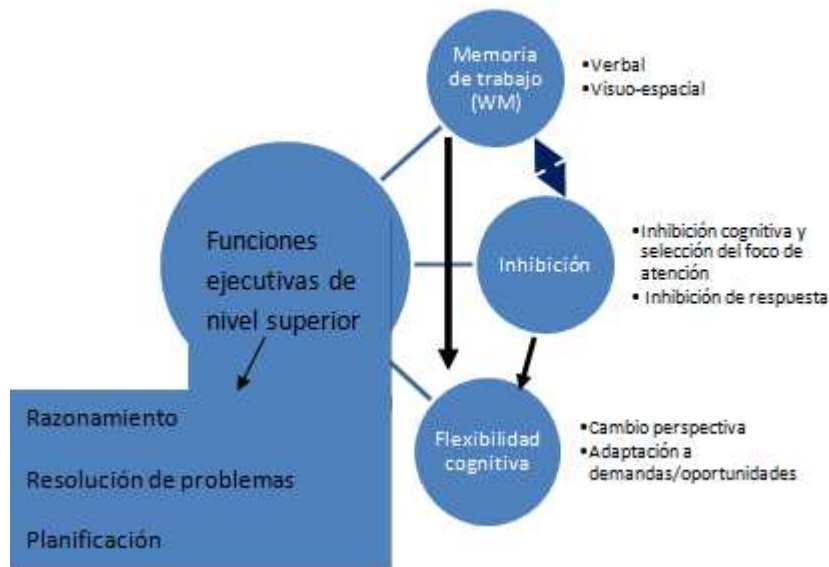 Memoria
de trabajo
(WM)
•Verbal
•Visuo-espacial
Funciones
ejecutivas de
nivel superior
Inhibición
•Inhibición cognitiva y
selección del foco de
atención
• Inhibición de respuesta
Flexibilidad
cognitiva
•Cambio perspectiva
•Adaptación a
demandas/oportunidades
Razonamiento
Resolución de problemas
Planificación